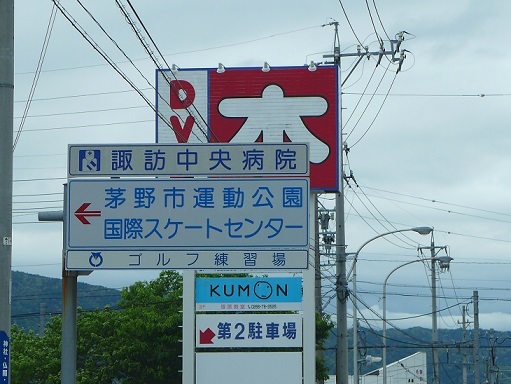 DV
本
諏訪中央病院
茅野市運動公園
国際スケートセンター
ゴルフ練習場
KUMON
第2駐車場